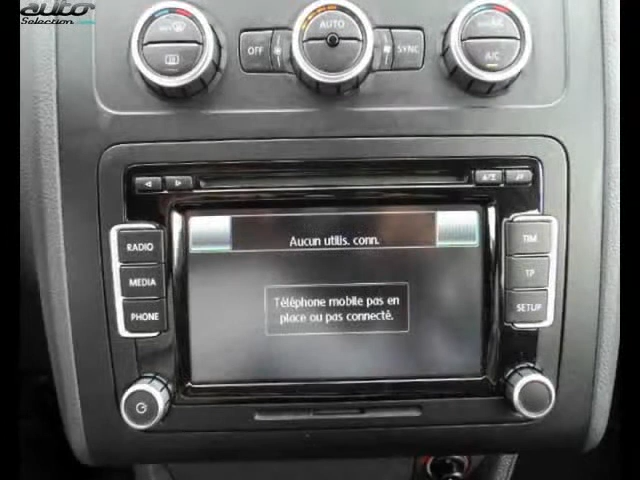 auto
Selection.com
AUTO
OFF
SYNC
A/C
RADIO
MEDIA
PHONE
Aucun utilis. conn.
Téléphone mobile pas en
place ou pas connecté.
TIM
TP
SETUP